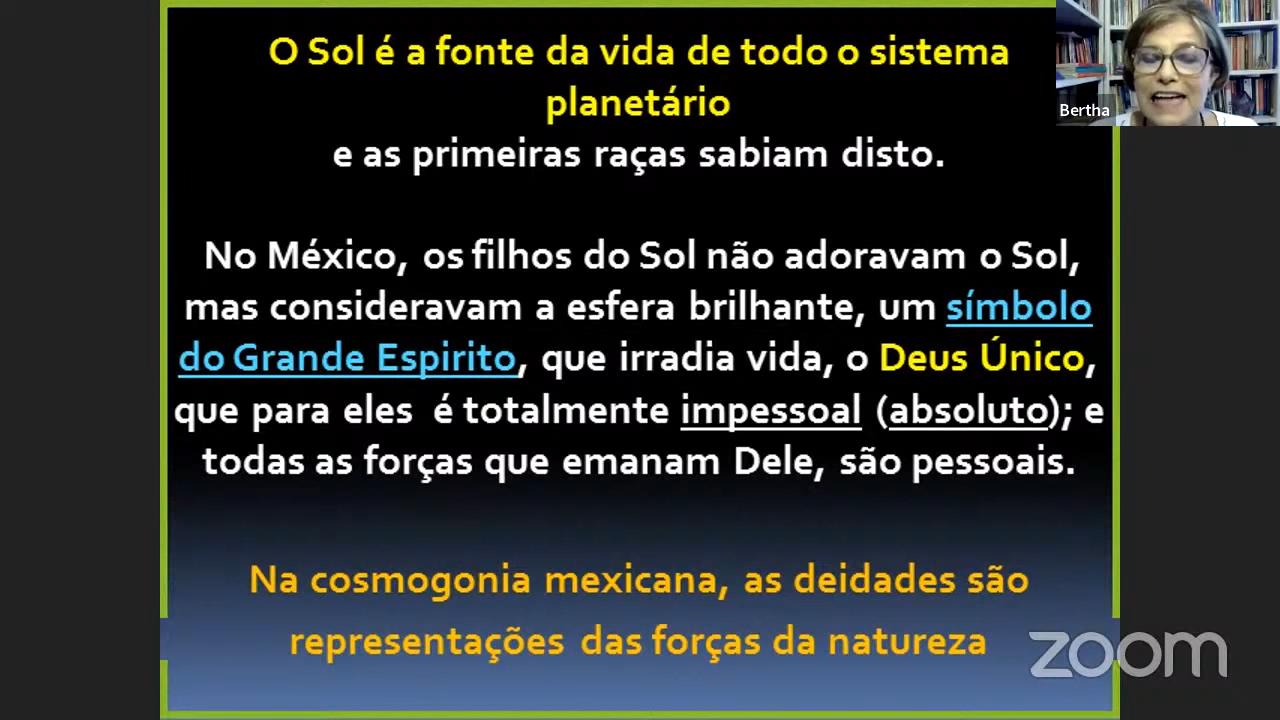 O Sol é a fonte da vida de todo o sistema
planetário
e as primeiras raças sabiam disto.
No México, os filhos do Sol não adoravam o Sol,
mas consideravam a esfera brilhante, um símbolo
do Grande Espirito, que irradia vida, o Deus Único,
que para eles é totalmente impessoal (absoluto); e
todas as forças que emanam Dele, são pessoais.
Na cosmogonia mexicana, as deidades são
representações das forças da natureza
Bertha
zoom